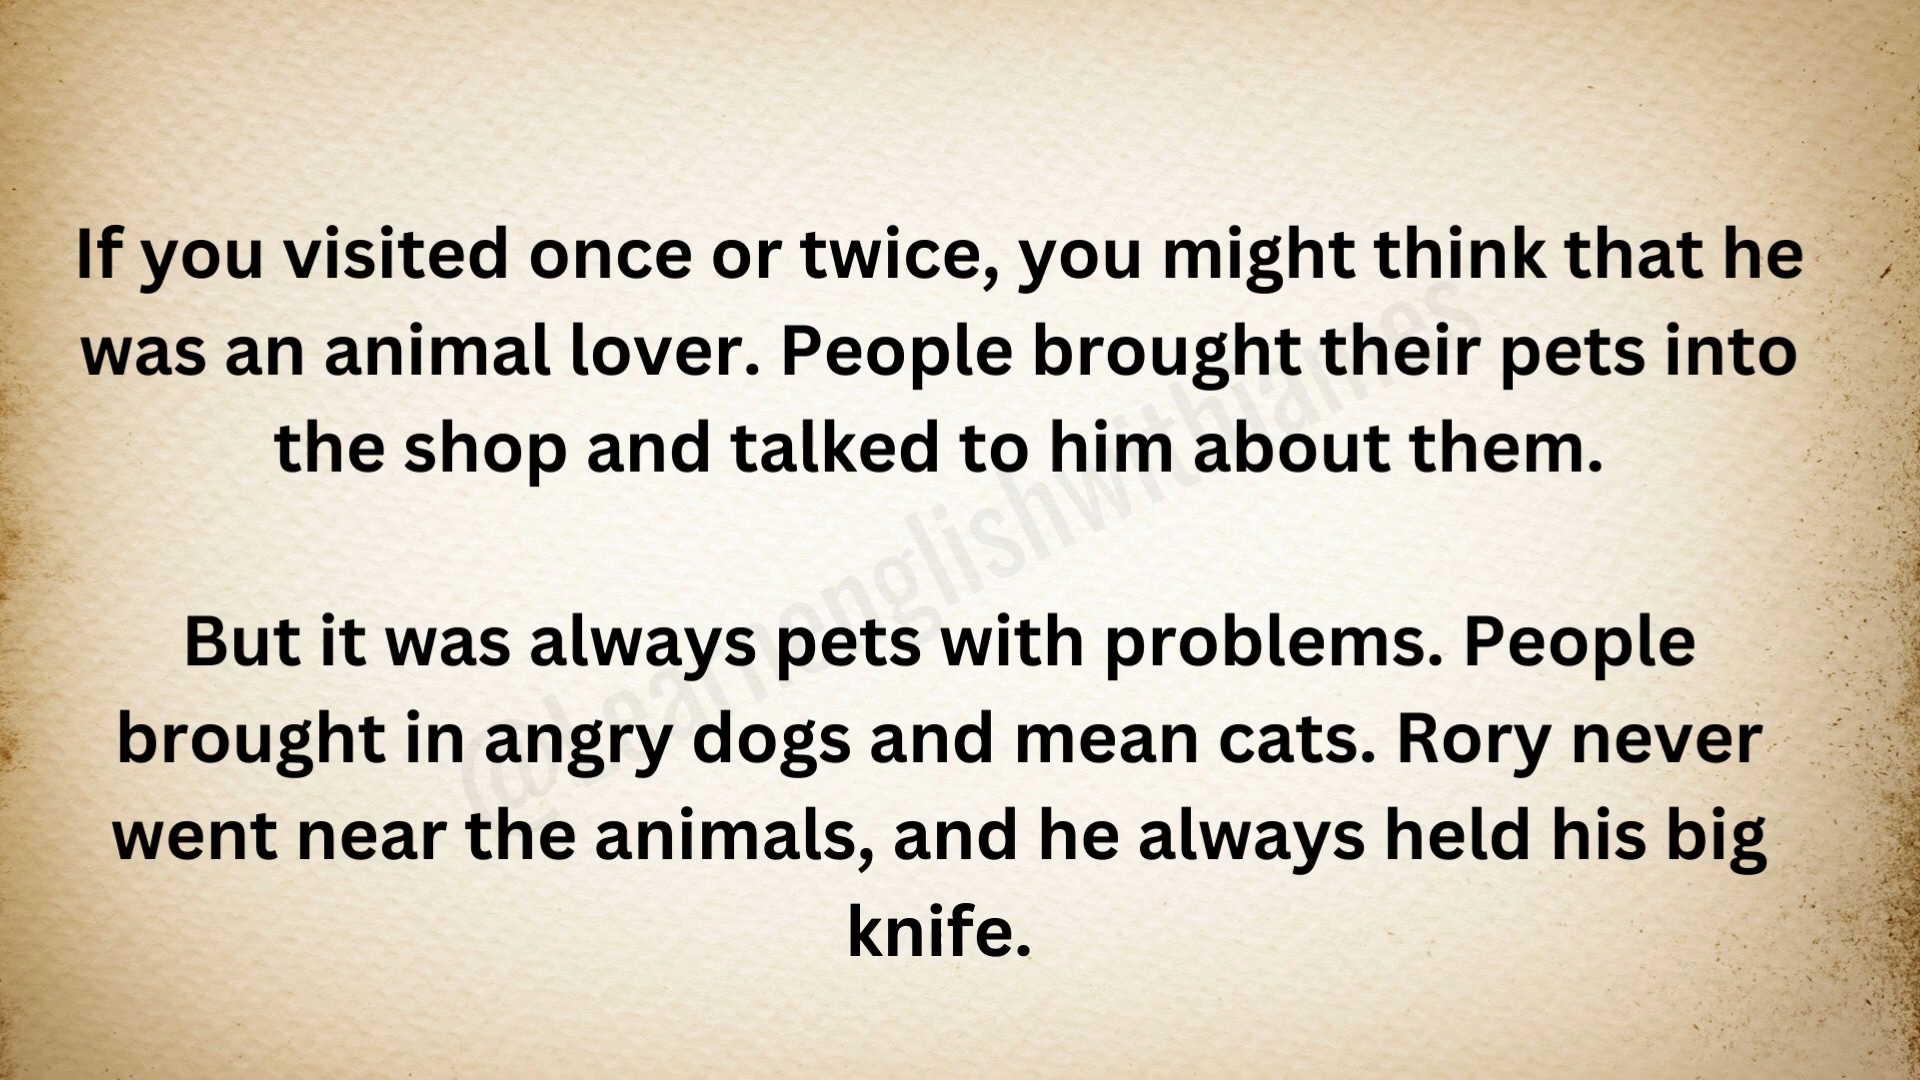 If you visited once or twice, you might think that he
was an animal lover. People brought their pets into
the shop and talked to him about them.
But it was always pets with problems. People
brought in angry dogs and mean cats. Rory never
went near the animals, and he always held his big
knife.
@Learnenglishwithjames